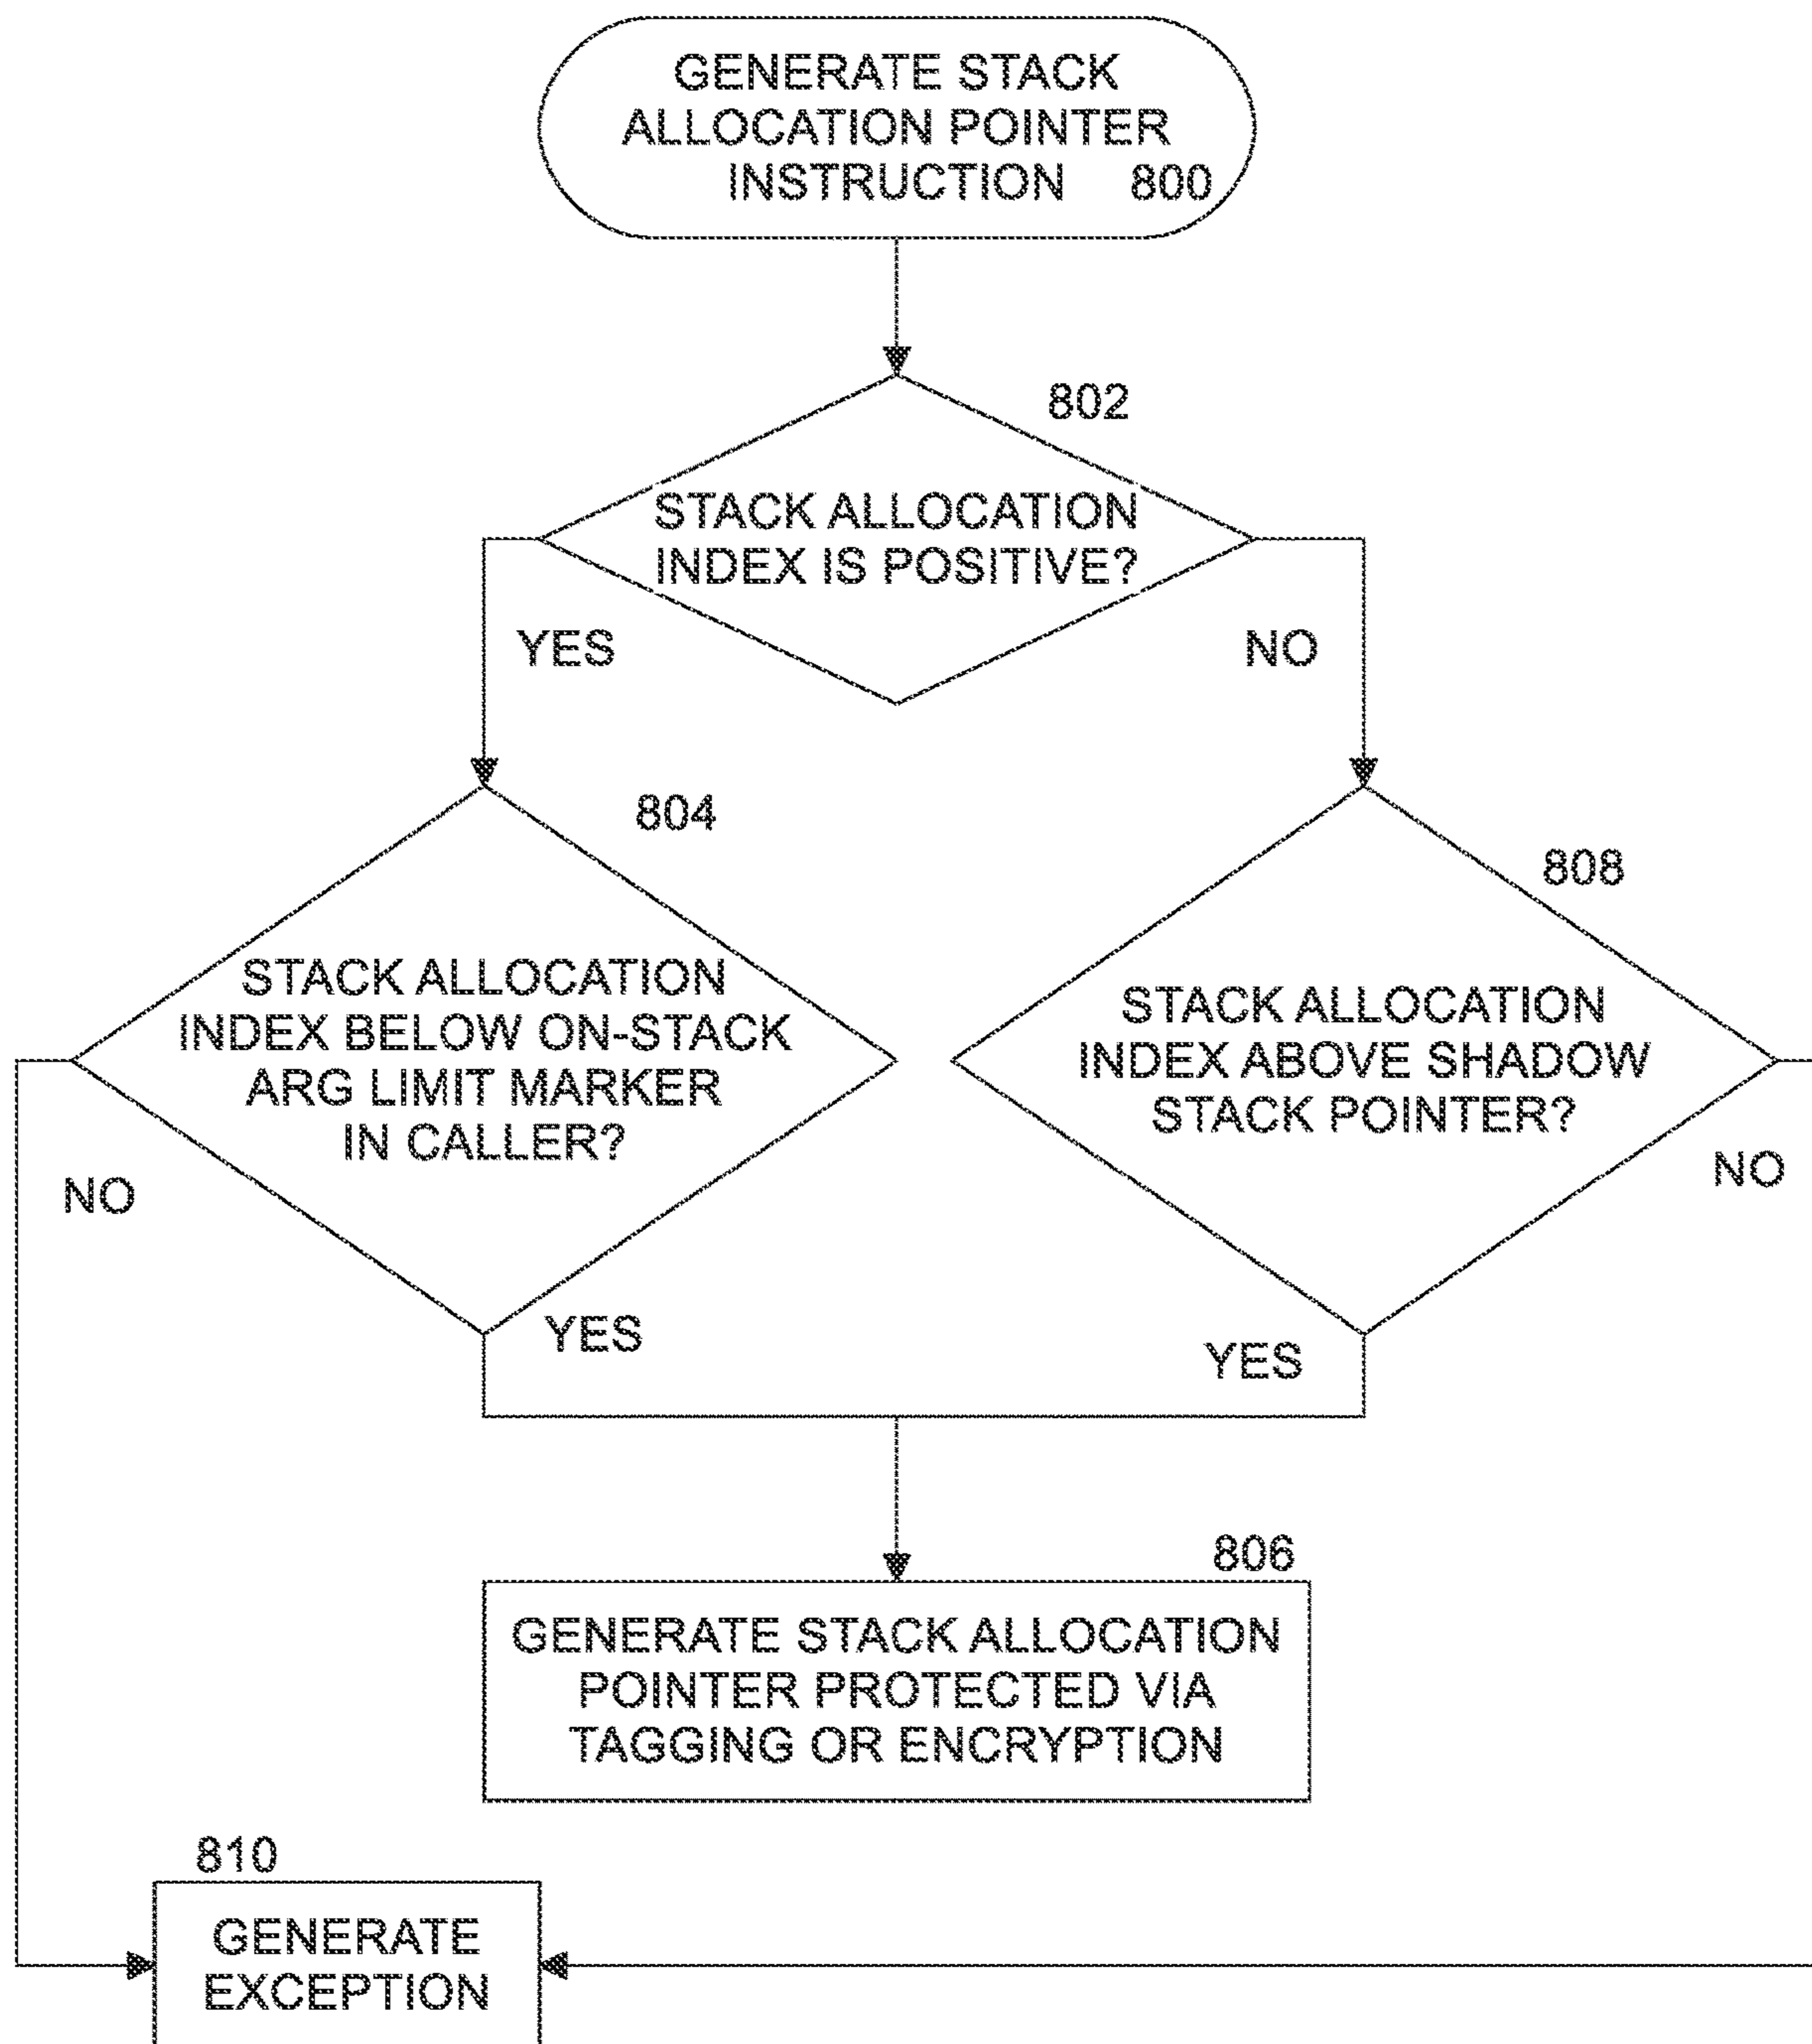 GENERATE STACK
ALLOCATION POINTER
INSTRUCTION 800
802
STACK ALLOCATION
INDEX IS POSITIVE?
YES
NO
804
808
STACK ALLOCATION
INDEX BELOW ON-STACK
ARG LIMIT MARKER
IN CALLER?
STACK ALLOCATION
INDEX ABOVE SHADOW
STACK POINTER?
NO
NO
YES
YES
806
GENERATE STACK ALLOCATION
POINTER PROTECTED VIA
TAGGING OR ENCRYPTION
810
GENERATE
EXCEPTION